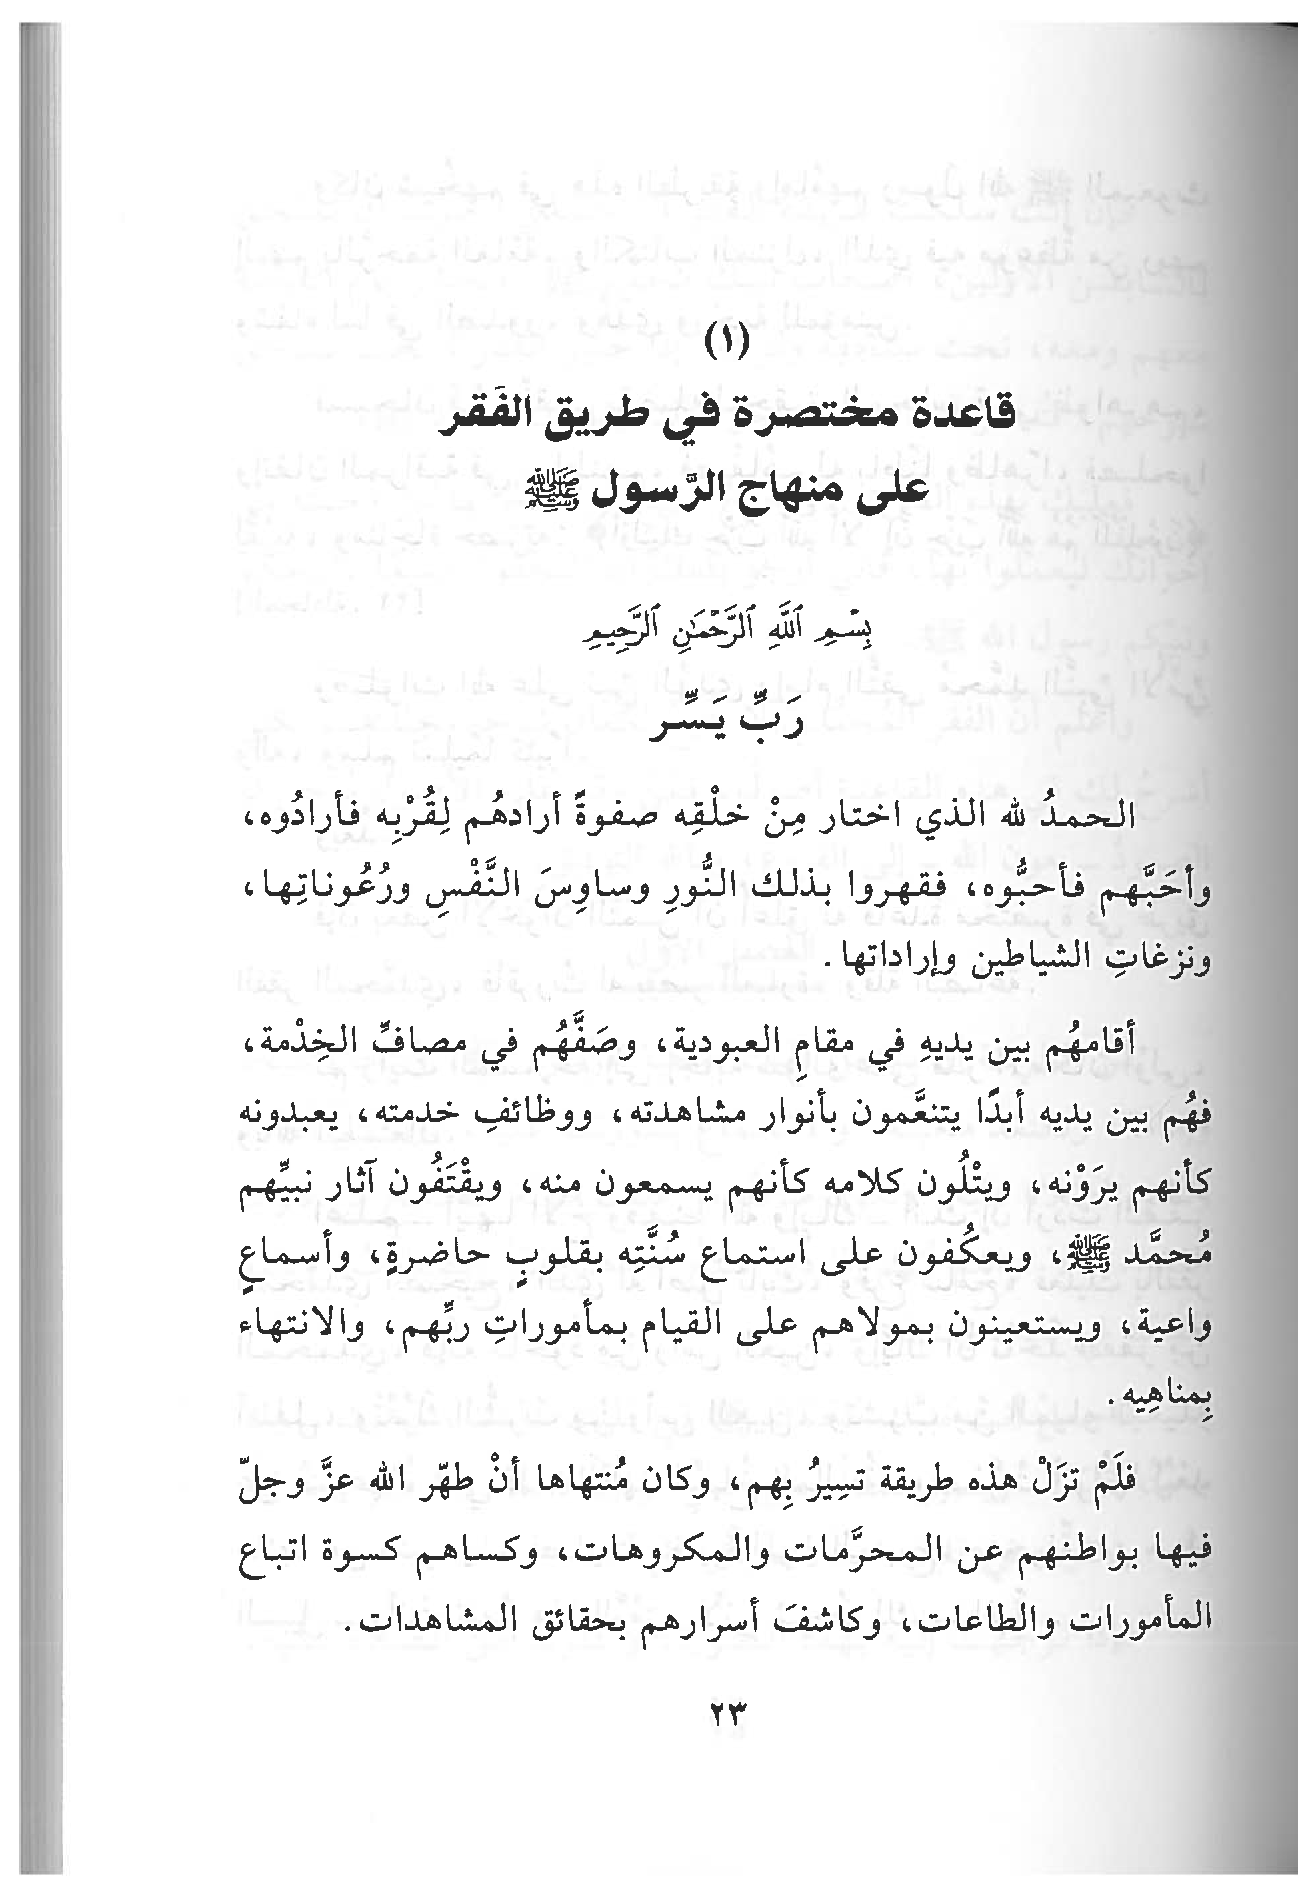 (١)
قاعدة مختصرة في طريق الفَقر
على منهاج الرَّسول ﷺ
بِسْمِ ٱللَّهِ ٱلرَّحْمَٰنِ ٱلرَّحِيمِ
رَبِّ يَسِّر
الحمدُ لله الذي اختار مِنْ خلْقِه صفوةً أرادهُم لِقُرْبِه فأرادُوه،
وأحَبَّهم فأحبُّوه، فقهروا بذلك النُّورِ وساوِسَ النَّفْسِ ورُعُوناتِها،
ونزغاتِ الشياطين وإراداتها.
أقامهُم بين يديهِ في مقامِ العبودية، وصَفَّهُم في مصافِّ الخِدْمة،
فهُم بين يديه أبدًا يتنعَّمون بأنوار مشاهدته، ووظائفِ خدمته، يعبدونه
كأنهم يرَوْنه، ويتْلُون كلامه كأنهم يسمعون منه، ويقْتَفُون آثار نبيِّهم
مُحمَّد ﷺ، ويعكُفون على استماع سُنَّتِه بقلوبٍ حاضرةٍ، وأسماعٍ
واعية، ويستعينون بمولاهم على القيام بمأموراتِ ربِّهم، والانتهاء
بِمناهِيه.
فلَمْ تزَلْ هذه طريقة تسِيرُ بِهم، وكان مُنتهاها أنْ طهّر الله عزَّ وجلّ
فيها بواطنهم عن المحرَّمات والمكروهات، وكساهم كسوة اتباع
المأمورات والطاعات، وكاشفَ أسرارهم بحقائق المشاهدات.
٢٣